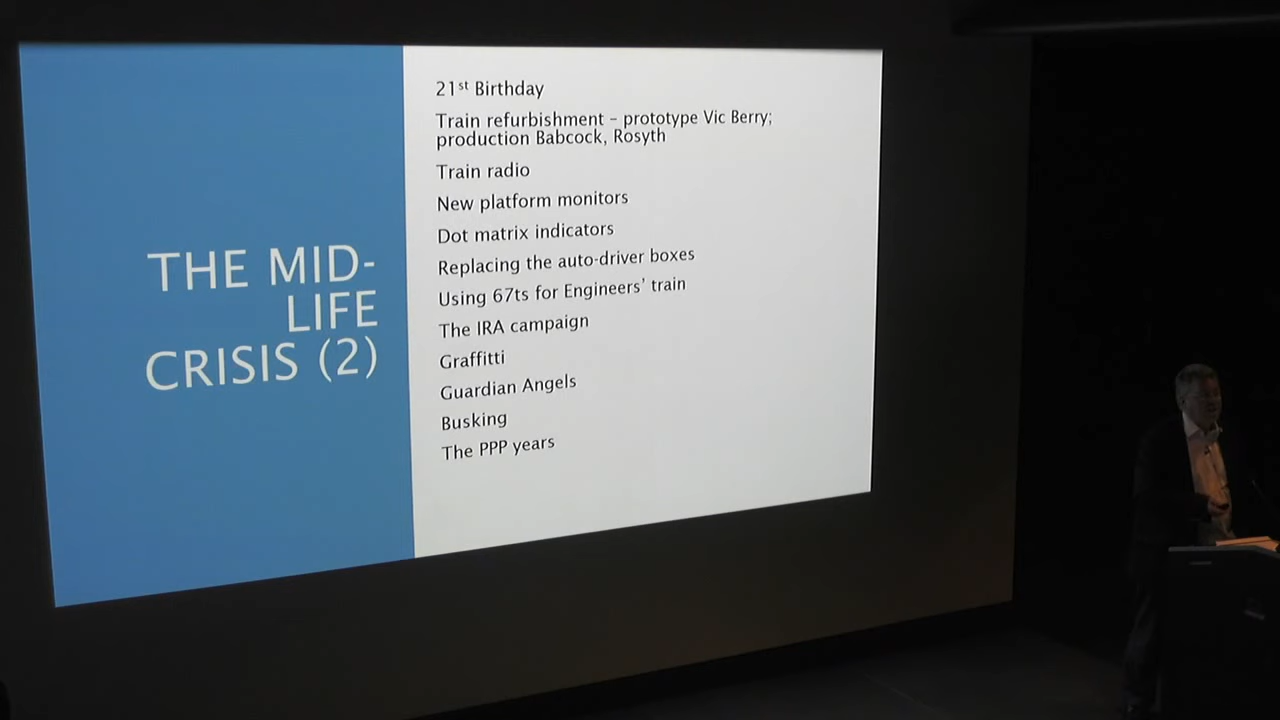 THE MID-
LIFE
CRISIS (2)
21st Birthday
Train refurbishment – prototype Vic Berry;
production Babcock, Rosyth
Train radio
New platform monitors
Dot matrix indicators
Replacing the auto-driver boxes
Using 67ts for Engineers' train
The IRA campaign
Graffitti
Guardian Angels
Busking
The PPP years